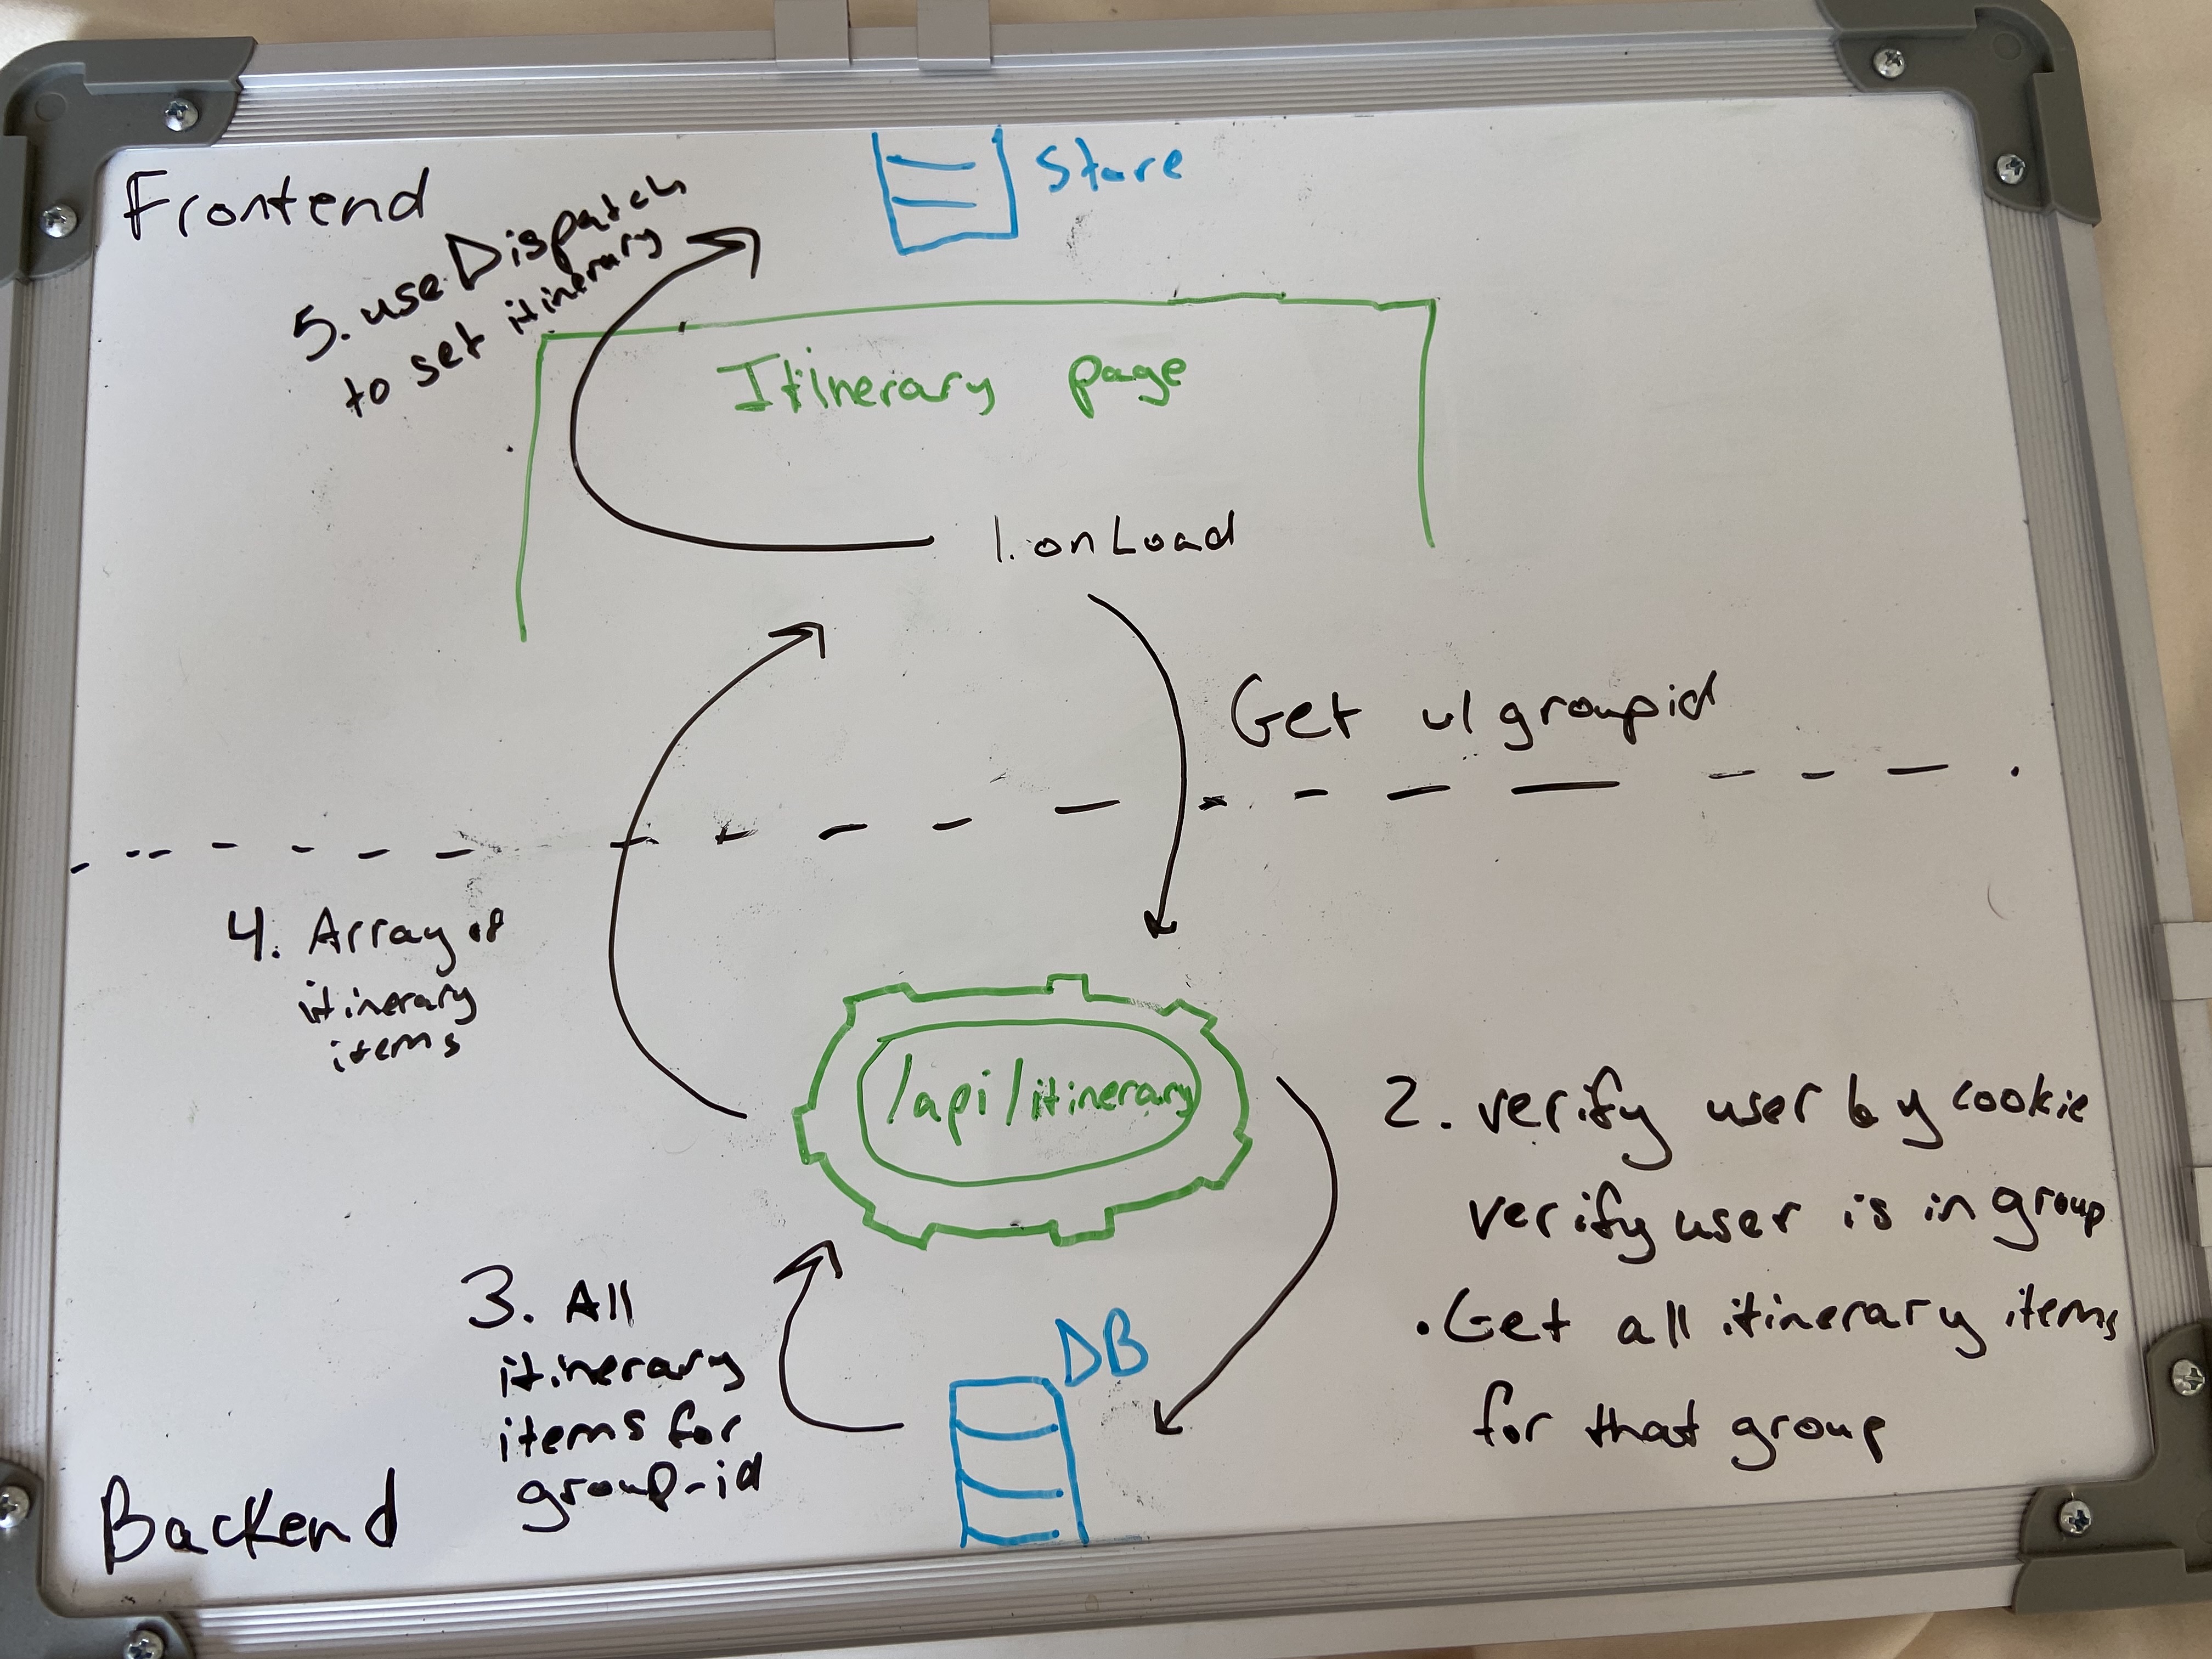 Frontend
Store
5. useDispatch
to set itinerary
Itinerary page
1. onLoad
Get w/ groupid
4. Array of
itinerary
items
/api/itinerary
2. verify user by cookie
verify user is in group
. Get all itinerary items
for that group
3. All
itinerary
items for
group-id
DB
Backend